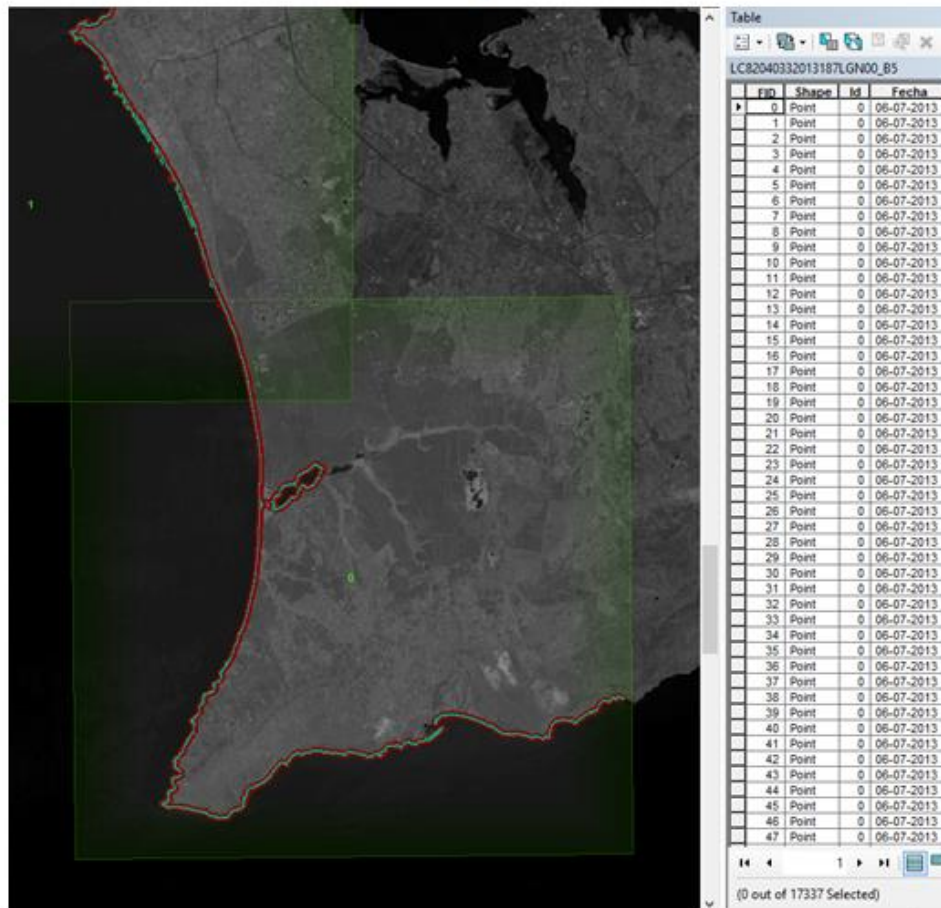 Table
LC82040332013187LGN00_B5
FID Shape Id Fecha
0 Point 0 06-07-2013
1 Point 0 06-07-2013
2 Point 0 06-07-2013
3 Point 0 06-07-2013
4 Point 0 06-07-2013
5 Point 0 06-07-2013
6 Point 0 06-07-2013
7 Point 0 06-07-2013
8 Point 0 06-07-2013
9 Point 0 06-07-2013
10 Point 0 06-07-2013
11 Point 0 06-07-2013
12 Point 0 06-07-2013
13 Point 0 06-07-2013
14 Point 0 06-07-2013
15 Point 0 06-07-2013
16 Point 0 06-07-2013
17 Point 0 06-07-2013
18 Point 0 06-07-2013
19 Point 0 06-07-2013
20 Point 0 06-07-2013
21 Point 0 06-07-2013
22 Point 0 06-07-2013
23 Point 0 06-07-2013
24 Point 0 06-07-2013
25 Point 0 06-07-2013
26 Point 0 06-07-2013
27 Point 0 06-07-2013
28 Point 0 06-07-2013
29 Point 0 06-07-2013
30 Point 0 06-07-2013
31 Point 0 06-07-2013
32 Point 0 06-07-2013
33 Point 0 06-07-2013
34 Point 0 06-07-2013
35 Point 0 06-07-2013
36 Point 0 06-07-2013
37 Point 0 06-07-2013
38 Point 0 06-07-2013
39 Point 0 06-07-2013
40 Point 0 06-07-2013
41 Point 0 06-07-2013
42 Point 0 06-07-2013
43 Point 0 06-07-2013
44 Point 0 06-07-2013
45 Point 0 06-07-2013
46 Point 0 06-07-2013
47 Point 0 06-07-2013
1
(0 out of 17337 Selected)
1
0